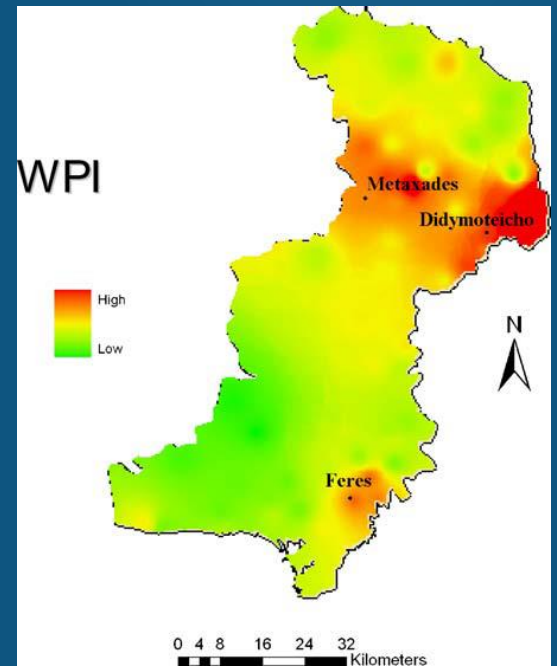 WPI
Metaxades
Didymoteicho
High
Low
N
Feres
0 4 8 16 24 32
Kilometers